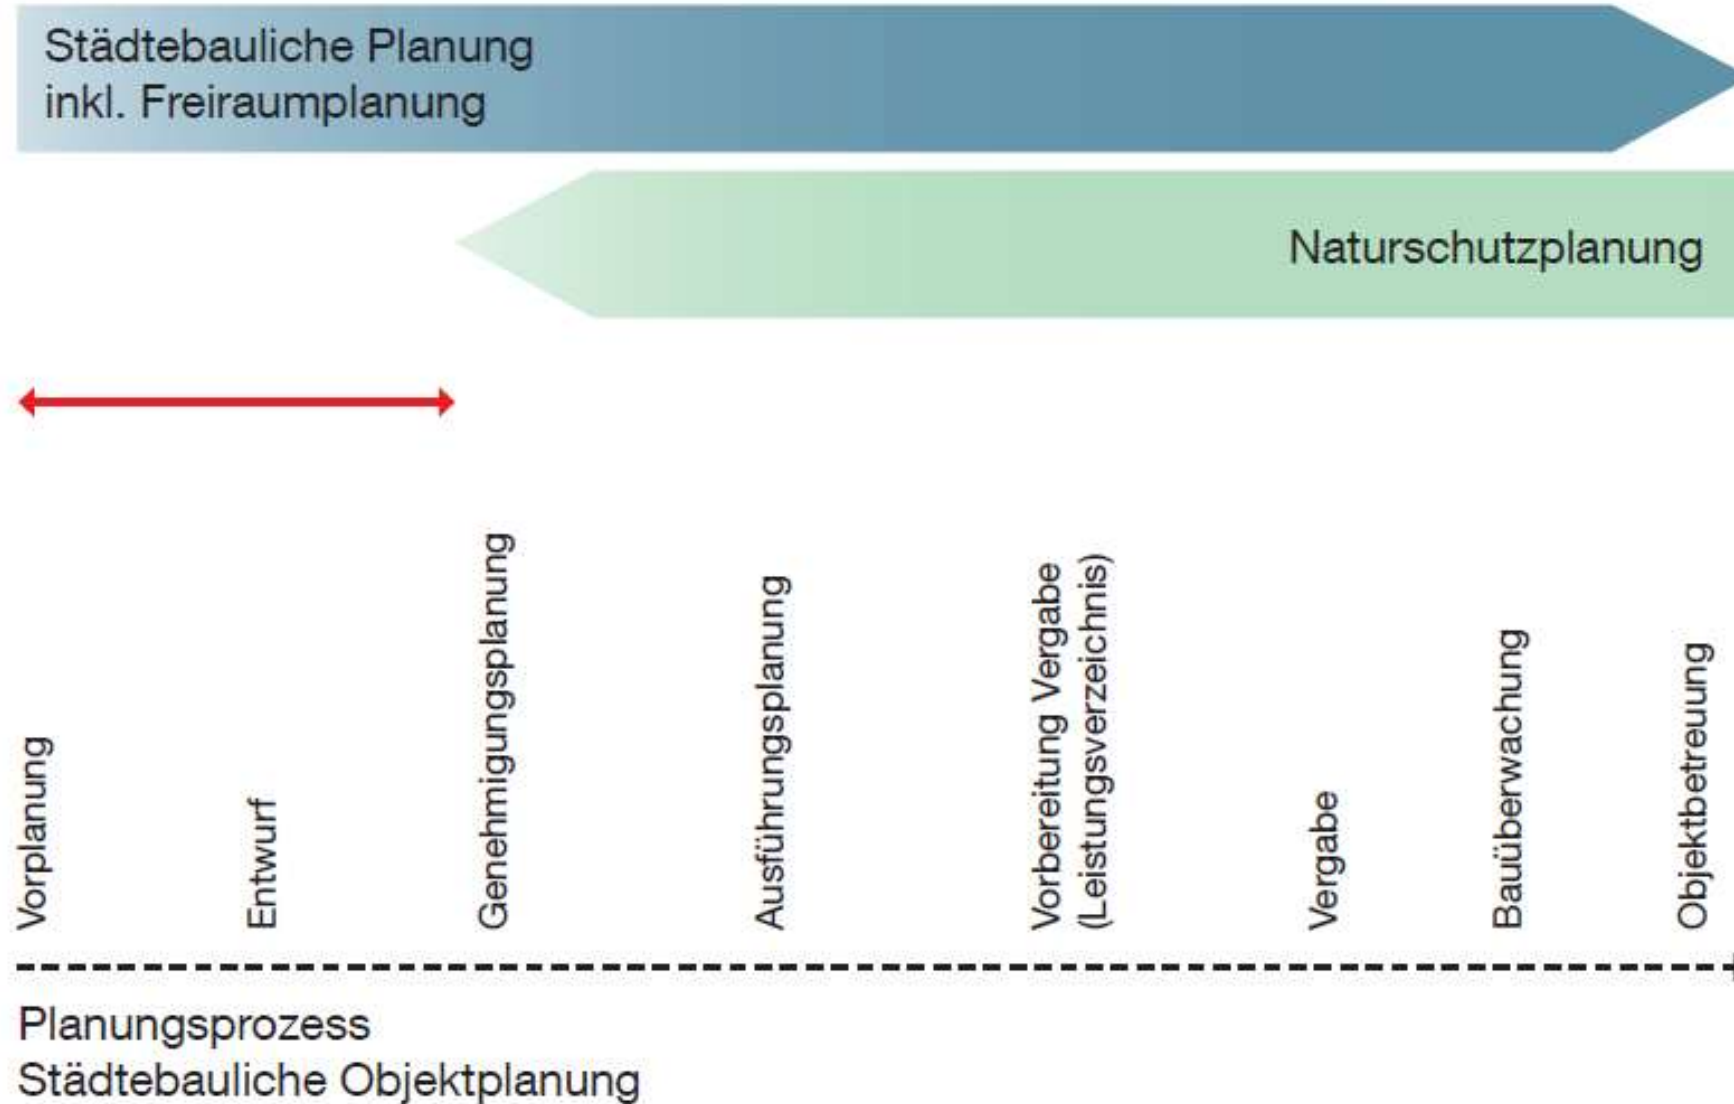 Städtebauliche Planung
inkl. Freiraumplanung
Naturschutzplanung
Vorplanung
Entwurf
Genehmigungsplanung
Ausführungsplanung
Vorbereitung Vergabe
(Leistungsverzeichnis)
Vergabe
Bauüberwachung
Objektbetreuung
Planungsprozess
Städtebauliche Objektplanung